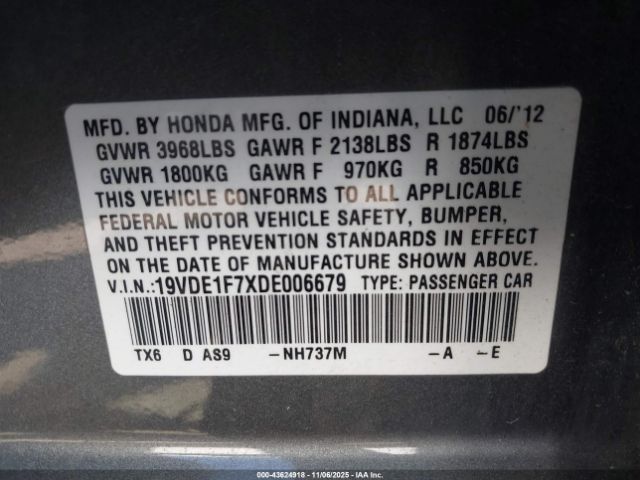 MFD. BY HONDA MFG. OF INDIANA, LLC 06/'12
GVWR 3968LBS GAWR F 2138LBS R 1874LBS
GVWR 1800KG GAWR F 970KG R 850KG
THIS VEHICLE CONFORMS TO ALL APPLICABLE
FEDERAL MOTOR VEHICLE SAFETY, BUMPER,
AND THEFT PREVENTION STANDARDS IN EFFECT
ON THE DATE OF MANUFACTURE SHOWN ABOVE.
V.I.N.:19VDE1F7XDE006679 TYPE: PASSENGER CAR
TX6 D AS9 -NH737M -A -E
000-43624918 - 11/06/2025 - IAAI.COM